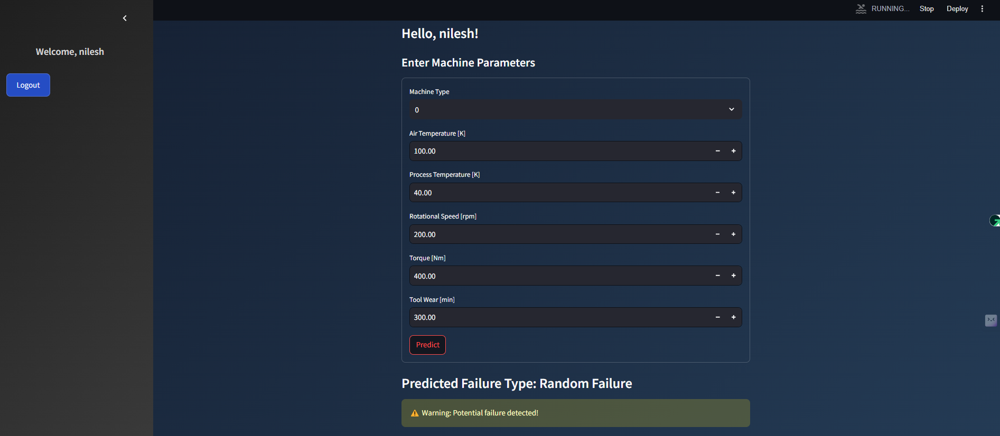 RUNNING...
Stop
Deploy
Welcome, nilesh
Logout
Hello, nilesh!
Enter Machine Parameters
Machine Type
0
Air Temperature [K]
100.00
Process Temperature [K]
40.00
Rotational Speed [rpm]
200.00
Torque [Nm]
400.00
Tool Wear [min]
300.00
Predict
Predicted Failure Type: Random Failure
Warning: Potential failure detected!